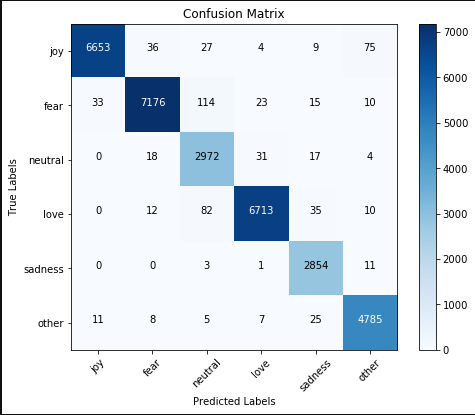 Confusion Matrix
joy 6653 36 27 4 9 75
fear 33 7176 114 23 15 10
neutral 0 18 2972 31 17 4
love 0 12 82 6713 35 10
sadness 0 0 3 1 2854 11
other 11 8 5 7 25 4785
joy fear neutral love sadness other
True Labels
Predicted Labels
7000
6000
5000
4000
3000
2000
1000
0